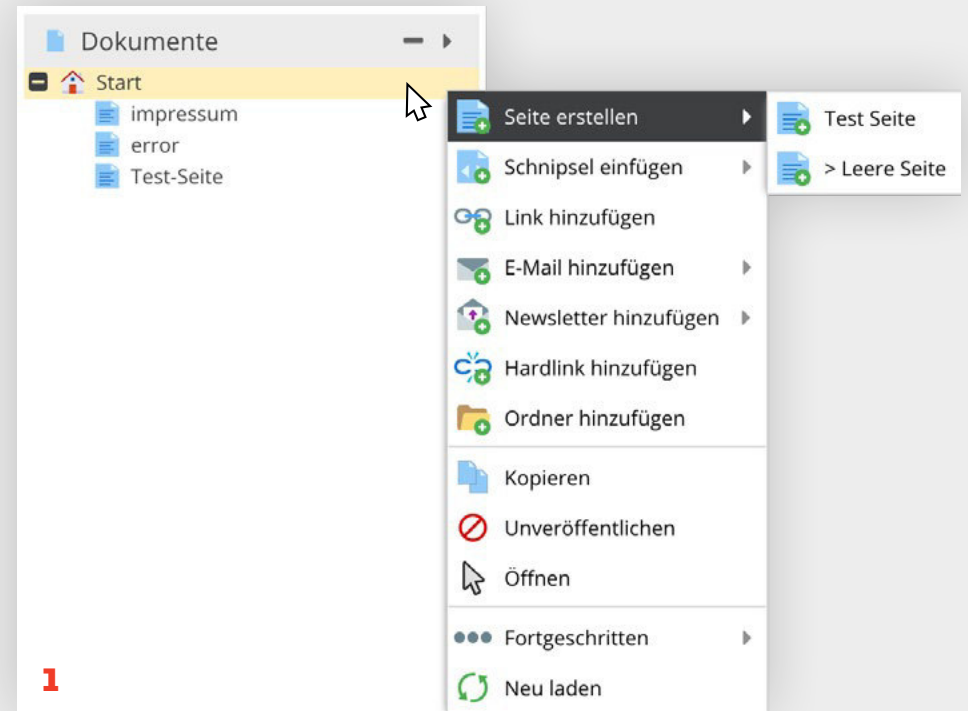 Dokumente
Start
impressum
error
Test-Seite
Seite erstellen
Test Seite
> Leere Seite
Schnipsel einfügen
Link hinzufügen
E-Mail hinzufügen
Newsletter hinzufügen
Hardlink hinzufügen
Ordner hinzufügen
Kopieren
Unveröffentlichen
Öffnen
Fortgeschritten
Neu laden
1